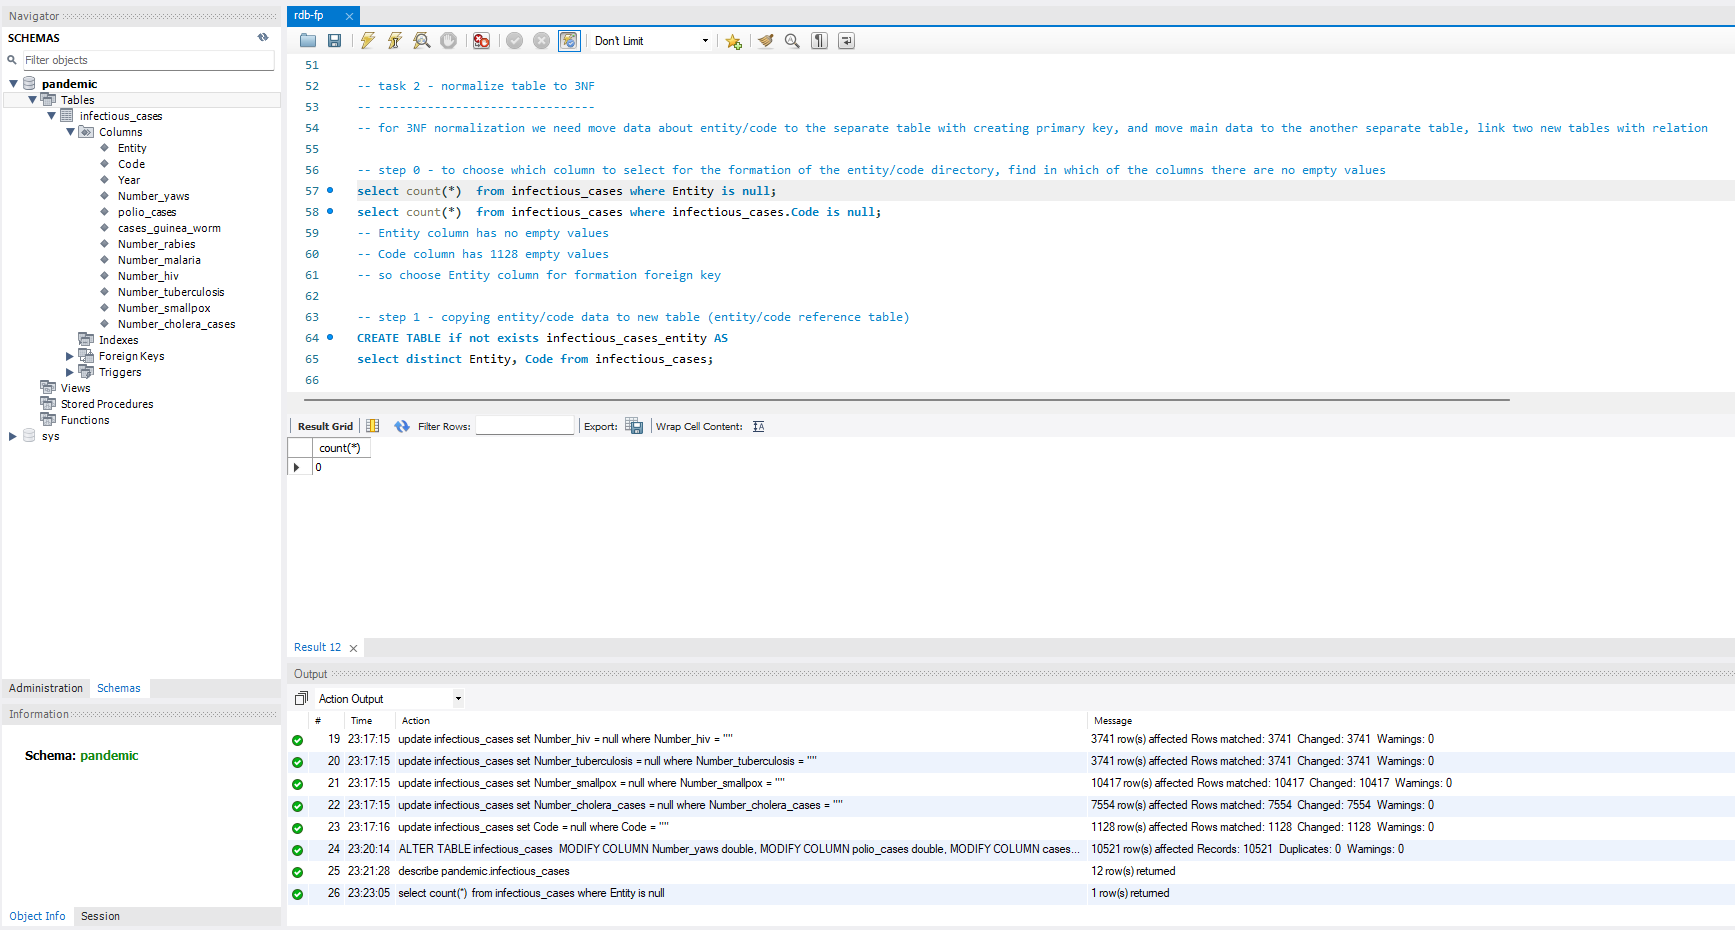 Navigator
SCHEMAS
Filter objects
pandemic
Tables
infectious_cases
Columns
Entity
Code
Year
Number_yaws
polio_cases
cases_guinea_worm
Number_rabies
Number_malaria
Number_hiv
Number_tuberculosis
Number_smallpox
Number_cholera_cases
Indexes
Foreign Keys
Triggers
Views
Stored Procedures
Functions
sys
Administration Schemas
Information
Schema: pandemic
Object Info Session
rdb-fp
Don't Limit
51
52 -- task 2 - normalize table to 3NF
53 -- -------------------------------
54 -- for 3NF normalization we need move data about entity/code to the separate table with creating primary key, and move main data to the another separate table, link two new tables with relation
55
56 -- step 0 - to choose which column to select for the formation of the entity/code directory, find in which of the columns there are no empty values
57 select count(*)  from infectious_cases where Entity is null;
58 select count(*)  from infectious_cases where infectious_cases.Code is null;
59 -- Entity column has no empty values
60 -- Code column has 1128 empty values
61 -- so choose Entity column for formation foreign key
62
63 -- step 1 - copying entity/code data to new table (entity/code reference table)
64 CREATE TABLE if not exists infectious_cases_entity AS
65 select distinct Entity, Code from infectious_cases;
66
Result Grid Filter Rows: Export: Wrap Cell Content:
count(*)
0
Result 12
Output
Action Output
# Time Action Message
19 23:17:15 update infectious_cases set Number_hiv = null where Number_hiv = "" 3741 row(s) affected Rows matched: 3741  Changed: 3741  Warnings: 0
20 23:17:15 update infectious_cases set Number_tuberculosis = null where Number_tuberculosis = "" 3741 row(s) affected Rows matched: 3741  Changed: 3741  Warnings: 0
21 23:17:15 update infectious_cases set Number_smallpox = null where Number_smallpox = "" 10417 row(s) affected Rows matched: 10417  Changed: 10417  Warnings: 0
22 23:17:15 update infectious_cases set Number_cholera_cases = null where Number_cholera_cases = "" 7554 row(s) affected Rows matched: 7554  Changed: 7554  Warnings: 0
23 23:17:16 update infectious_cases set Code = null where Code = "" 1128 row(s) affected Rows matched: 1128  Changed: 1128  Warnings: 0
24 23:20:14 ALTER TABLE infectious_cases  MODIFY COLUMN Number_yaws double, MODIFY COLUMN polio_cases double, MODIFY COLUMN cases... 10521 row(s) affected Records: 10521  Duplicates: 0  Warnings: 0
25 23:21:28 describe pandemic.infectious_cases 12 row(s) returned
26 23:23:05 select count(*) from infectious_cases where Entity is null 1 row(s) returned